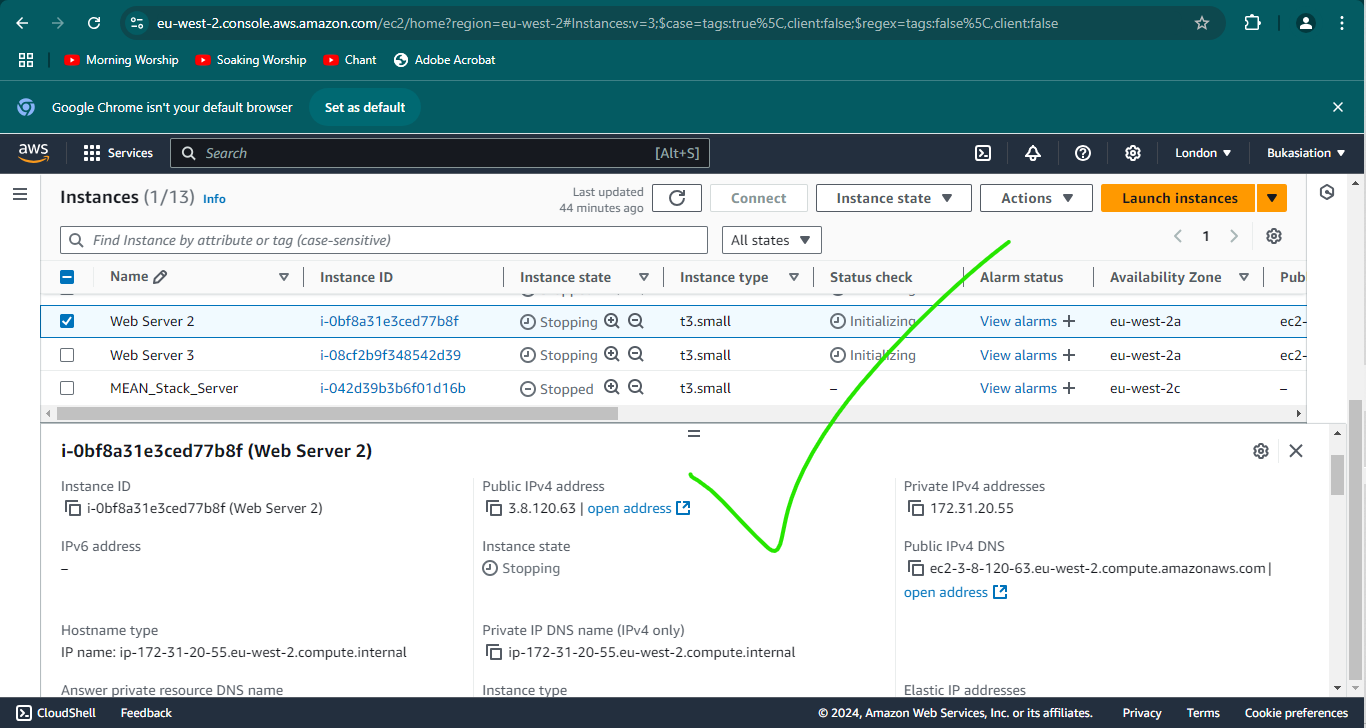 eu-west-2.console.aws.amazon.com/ec2/home?region=eu-west-2#Instances:v=3;$case=tags:true%5C,client:false;$regex=tags:false%5C,client:false
Morning Worship Soaking Worship Chant Adobe Acrobat
Google Chrome isn't your default browser Set as default
aws Services Search [Alt+S] London Bukasiation
Instances (1/13) Info Last updated 44 minutes ago Connect Instance state Actions Launch instances
Find Instance by attribute or tag (case-sensitive) All states 1
Name Instance ID Instance state Instance type Status check Alarm status Availability Zone Pub
Web Server 2 i-0bf8a31e3ced77b8f Stopping t3.small Initializing View alarms + eu-west-2a ec2-
Web Server 3 i-08cf2b9f348542d39 Stopping t3.small Initializing View alarms + eu-west-2a ec2-
MEAN_Stack_Server i-042d39b3b6f01d16b Stopped t3.small – View alarms + eu-west-2c –
i-0bf8a31e3ced77b8f (Web Server 2)
Instance ID Public IPv4 address Private IPv4 addresses
i-0bf8a31e3ced77b8f (Web Server 2) 3.8.120.63 | open address 172.31.20.55
IPv6 address Instance state Public IPv4 DNS
– Stopping ec2-3-8-120-63.eu-west-2.compute.amazonaws.com |
open address
Hostname type Private IP DNS name (IPv4 only)
IP name: ip-172-31-20-55.eu-west-2.compute.internal ip-172-31-20-55.eu-west-2.compute.internal
Answer private resource DNS name Instance type Elastic IP addresses
CloudShell Feedback © 2024, Amazon Web Services, Inc. or its affiliates. Privacy Terms Cookie preferences